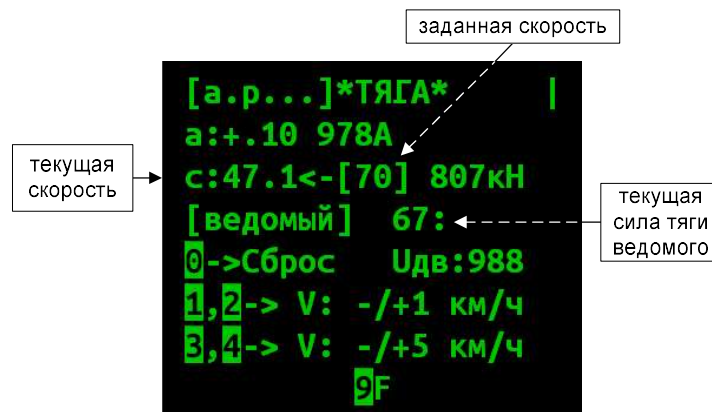 заданная скорость
[а.р...]*ТЯГА* |
а:+.10 978А
текущая
скорость
с:47.1<-[70] 807кН
[ведомый] 67:
текущая
сила тяги
ведомого
0->Сброс Uдв:988
1,2-> V: -/+1 км/ч
3,4-> V: -/+5 км/ч
9F